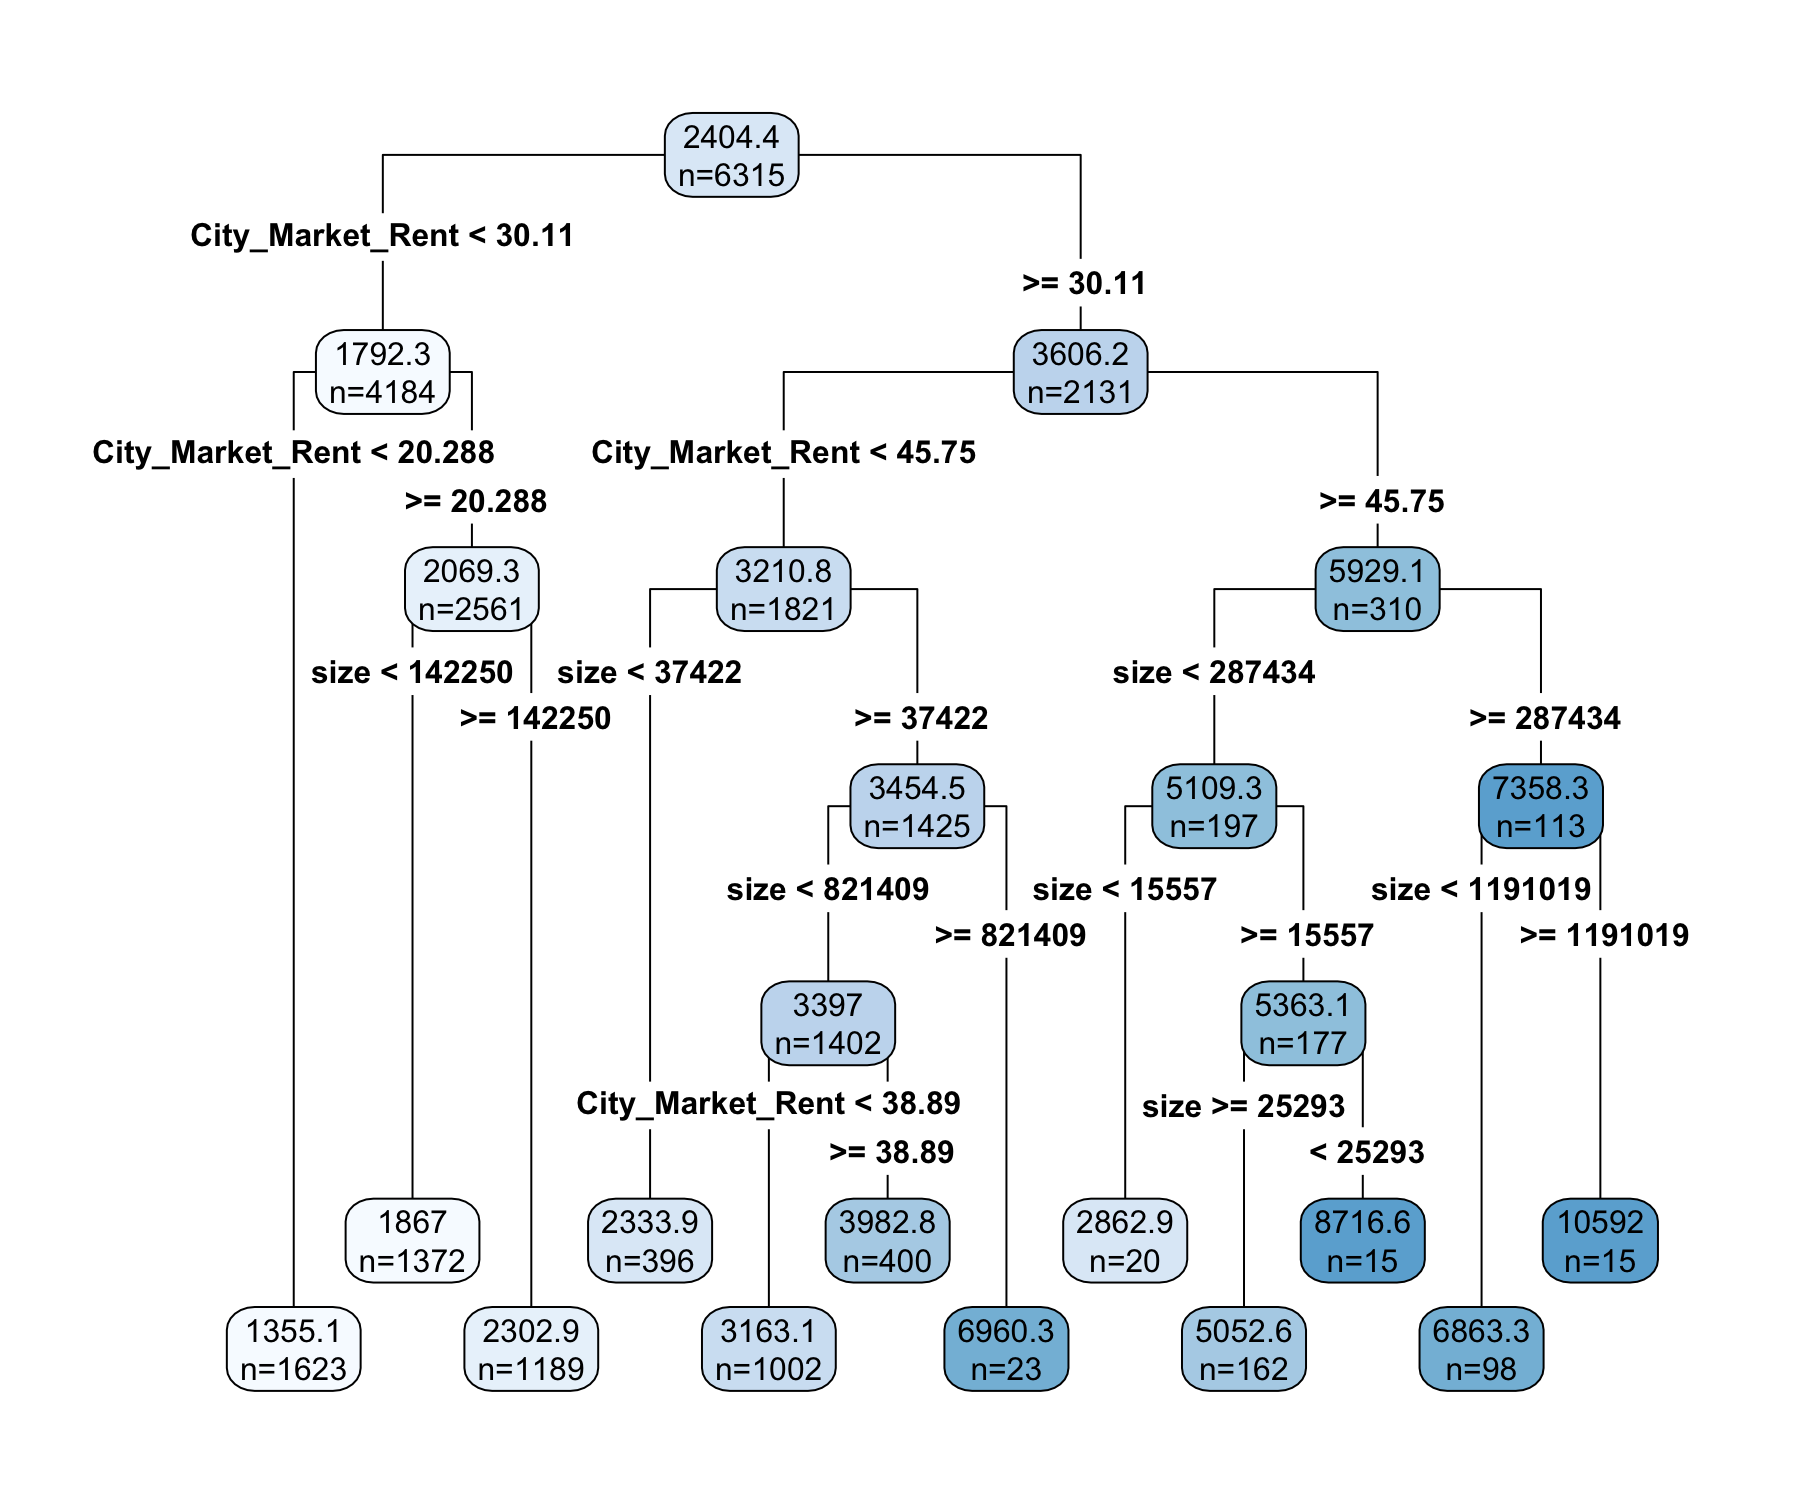 2404.4
n=6315
City_Market_Rent < 30.11
>= 30.11
1792.3
n=4184
3606.2
n=2131
City_Market_Rent < 20.288
City_Market_Rent < 45.75
>= 20.288
>= 45.75
2069.3
n=2561
3210.8
n=1821
5929.1
n=310
size < 142250
size < 37422
size < 287434
>= 142250
>= 37422
>= 287434
3454.5
n=1425
5109.3
n=197
7358.3
n=113
size < 821409
size < 15557
size < 1191019
>= 821409
>= 15557
>= 1191019
3397
n=1402
5363.1
n=177
City_Market_Rent < 38.89
size >= 25293
>= 38.89
< 25293
1867
n=1372
2333.9
n=396
3982.8
n=400
2862.9
n=20
8716.6
n=15
10592
n=15
1355.1
n=1623
2302.9
n=1189
3163.1
n=1002
6960.3
n=23
5052.6
n=162
6863.3
n=98